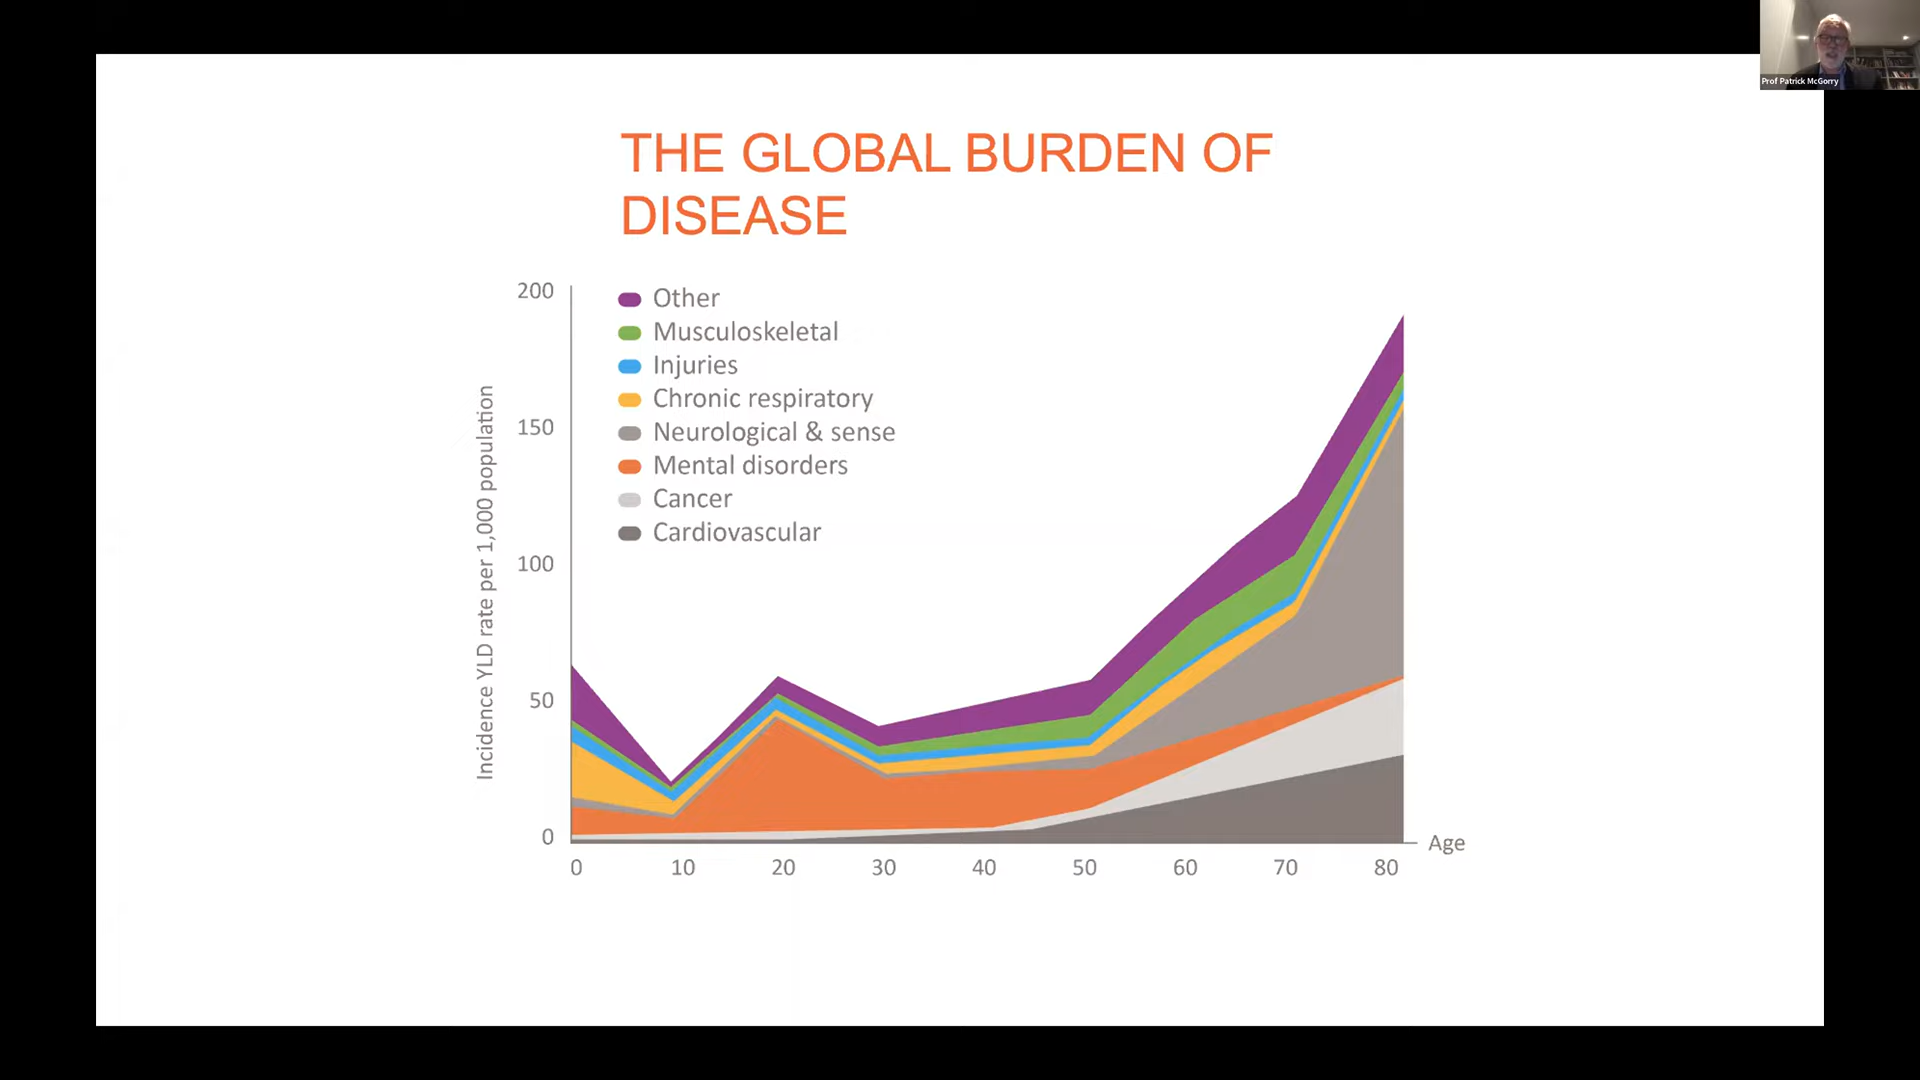 Prof Patrick McGorry
THE GLOBAL BURDEN OF
DISEASE
Incidence YLD rate per 1,000 population
200
150
100
50
0
Other
Musculoskeletal
Injuries
Chronic respiratory
Neurological & sense
Mental disorders
Cancer
Cardiovascular
0 10 20 30 40 50 60 70 80
Age